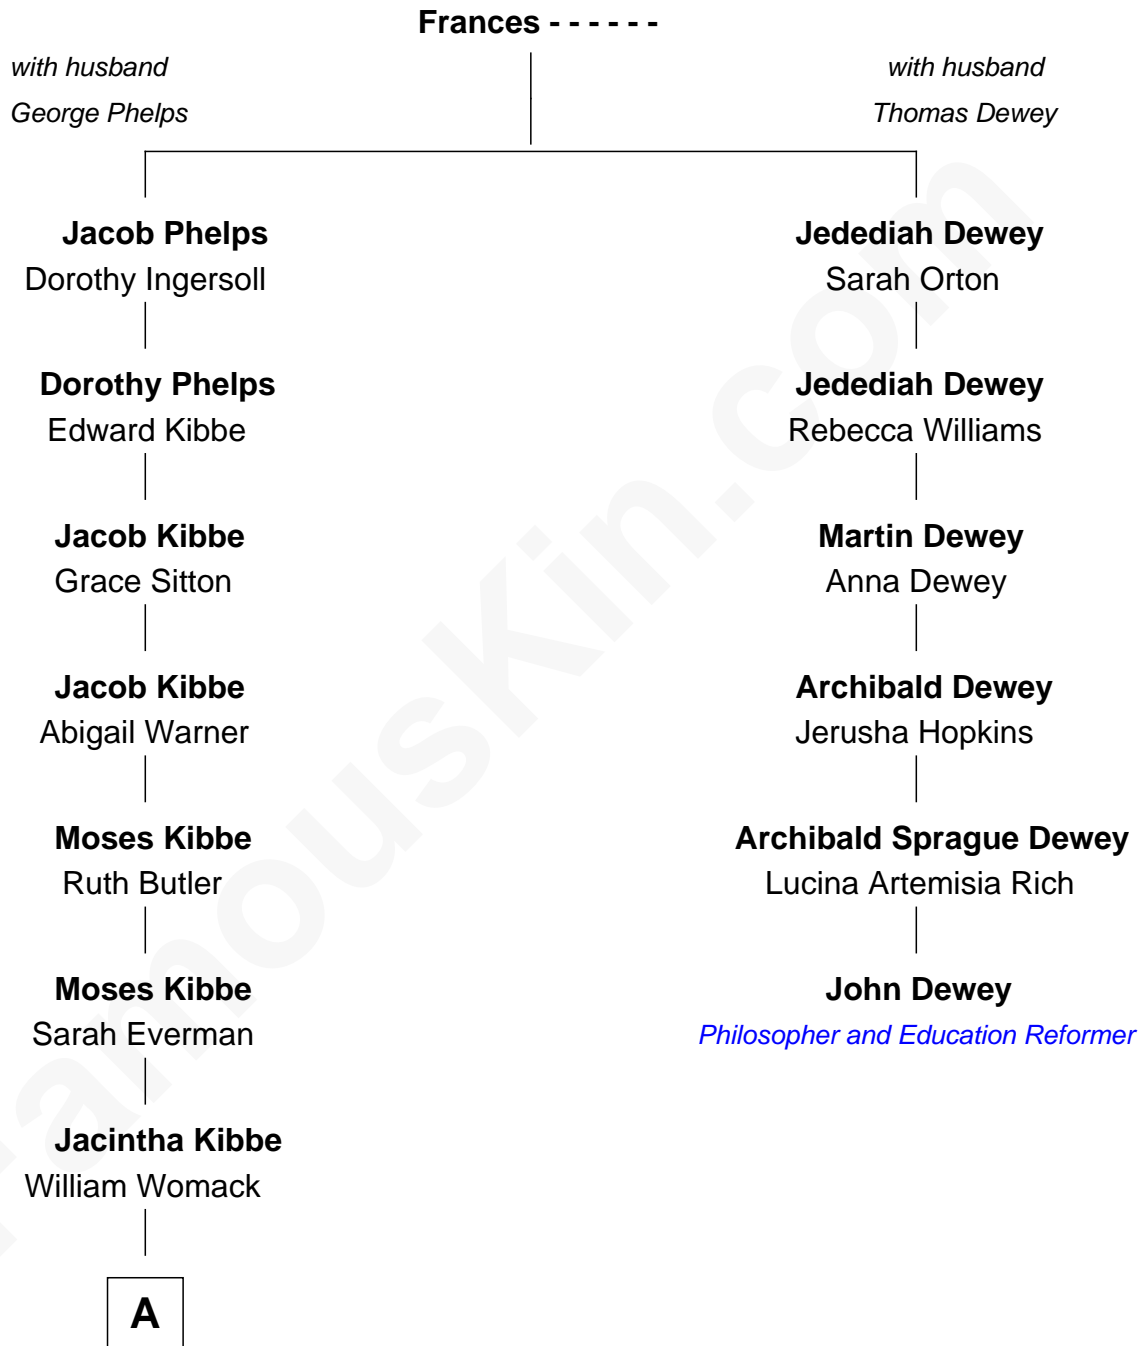 Frances - - - - - -
with husband
George Phelps
with husband
Thomas Dewey
Jacob Phelps
Dorothy Ingersoll
Jedediah Dewey
Sarah Orton
Dorothy Phelps
Edward Kibbe
Jedediah Dewey
Rebecca Williams
Jacob Kibbe
Grace Sitton
Martin Dewey
Anna Dewey
Jacob Kibbe
Abigail Warner
Archibald Dewey
Jerusha Hopkins
Moses Kibbe
Ruth Butler
Archibald Sprague Dewey
Lucina Artemisia Rich
Moses Kibbe
Sarah Everman
John Dewey
Philosopher and Education Reformer
Jacintha Kibbe
William Womack
A
FamousKin.com